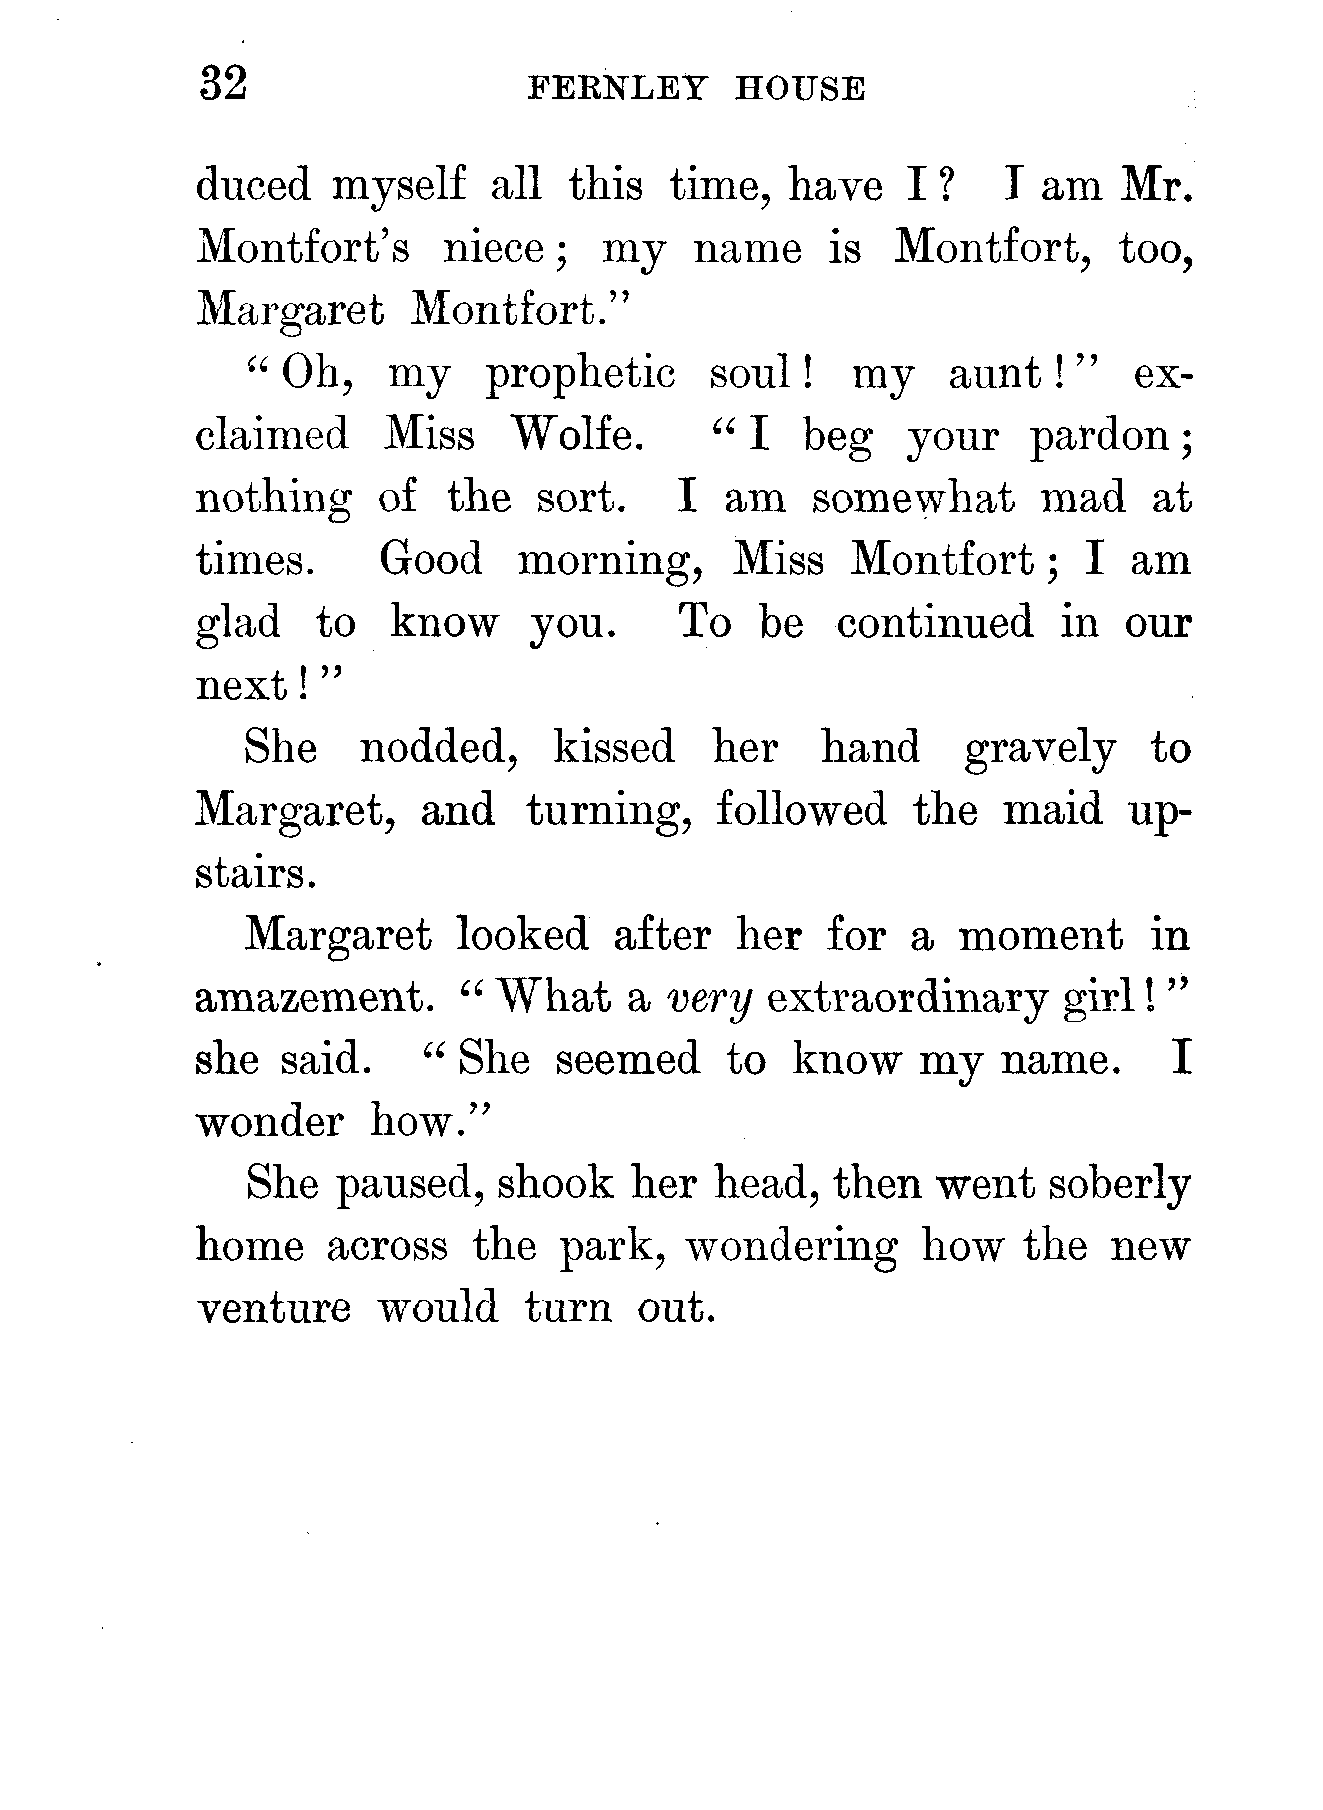 32 FERNLEY HOUSE
duced myself all this time, have I? I am Mr.
Montfort's niece; my name is Montfort, too,
Margaret Montfort."
"Oh, my prophetic soul! my aunt!" ex-
claimed Miss Wolfe. "I beg your pardon;
nothing of the sort. I am somewhat mad at
times. Good morning, Miss Montfort; I am
glad to know you. To be continued in our
next!"
She nodded, kissed her hand gravely to
Margaret, and turning, followed the maid up-
stairs.
Margaret looked after her for a moment in
amazement. "What a very extraordinary girl!"
she said. "She seemed to know my name. I
wonder how."
She paused, shook her head, then went soberly
home across the park, wondering how the new
venture would turn out.